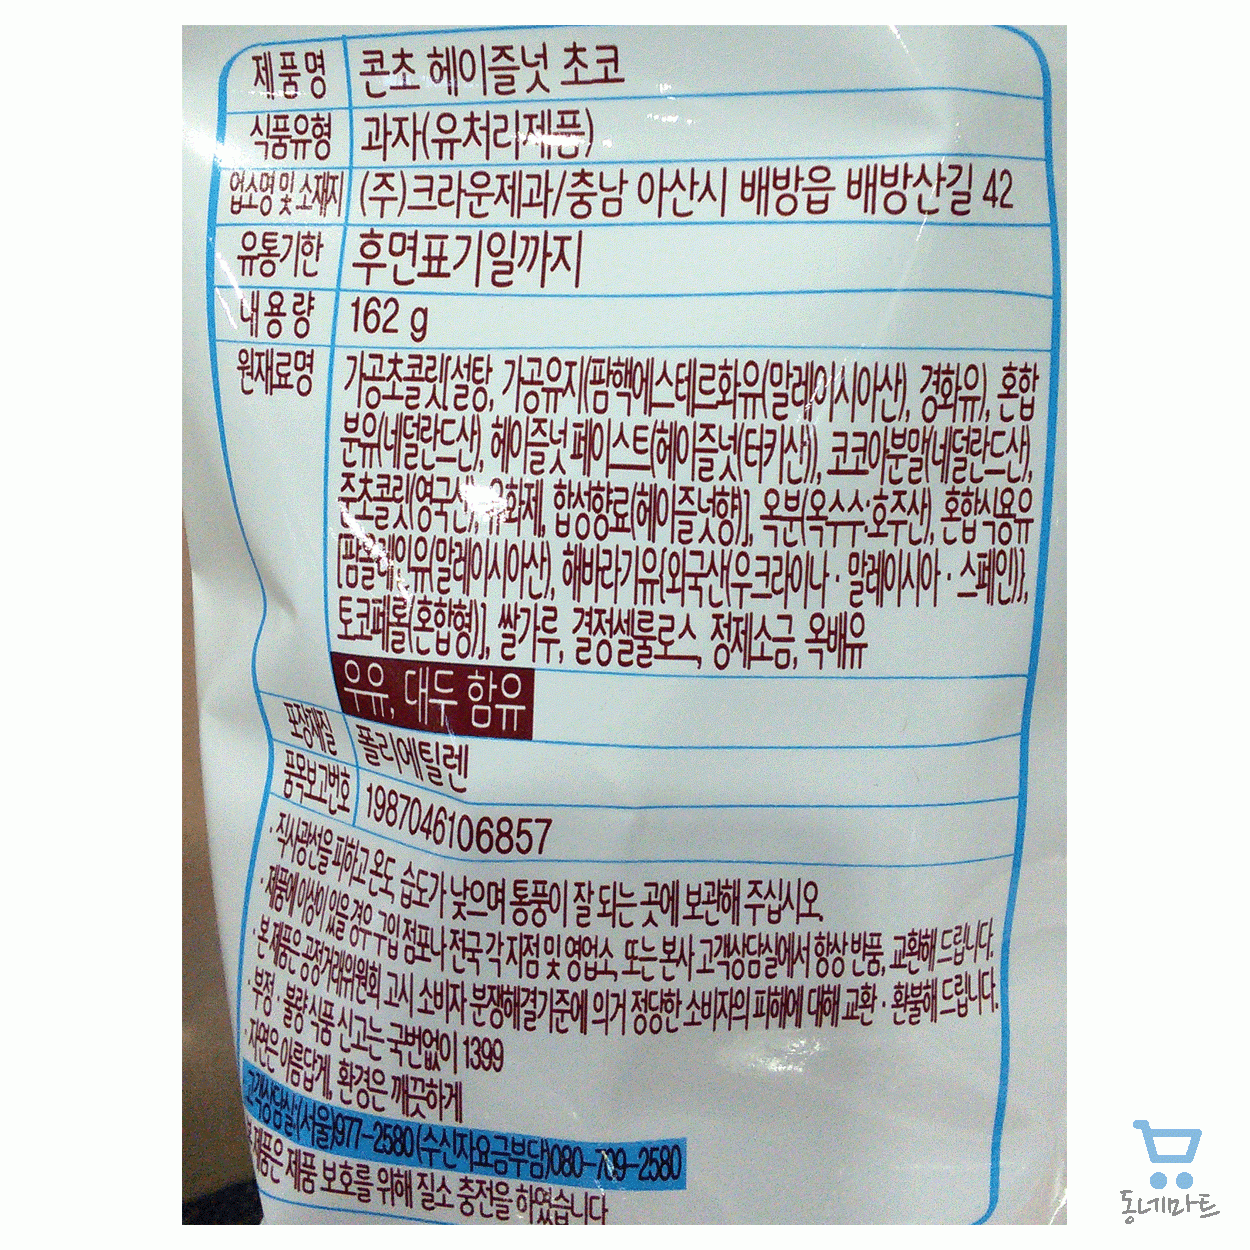 제품명 콘초 헤이즐넛 초코
식품유형 과자(유처리제품)
업소명 및 소재지 (주)크라운제과/충남 아산시 배방읍 배방산길 42
유통기한 후면표기일까지
내용량 162 g
원재료명 가공초콜릿[설탕, 가공유지(팜핵에스테르화유(말레이시아산), 경화유), 혼합
분유(네덜란드산), 헤이즐넛 페이스트(헤이즐넛(터키산)), 코코아분말(네덜란드산),
준초콜릿(영국산), 유화제, 합성향료(헤이즐넛향)], 옥분(옥수수:호주산), 혼합식용유
[팜올레인유(말레이시아산), 해바라기유{외국산(우크라이나·말레이시아·스페인)},
토코페롤(혼합형)], 쌀가루, 결정셀룰로스, 정제소금, 옥배유
우유, 대두 함유
포장재질 폴리에틸렌
품목보고번호 1987046106857
·직사광선을 피하고 온도, 습도가 낮으며 통풍이 잘 되는 곳에 보관해 주십시오.
·제품에 이상이 있을 경우 구입 점포나 전국 각 지점 및 영업소, 또는 본사 고객상담실에서 항상 반품, 교환해 드립니다.
·본 제품은 공정거래위원회 고시 소비자 분쟁해결기준에 의거 정당한 소비자의 피해에 대해 교환·환불해 드립니다.
·부정·불량식품 신고는 국번없이 1399
·자연은 아름답게, 환경은 깨끗하게
고객상담실:(서울)977-2580 (수신자요금부담)080-709-2580
본 제품은 제품 보호를 위해 질소 충전을 하였습니다
동네마트